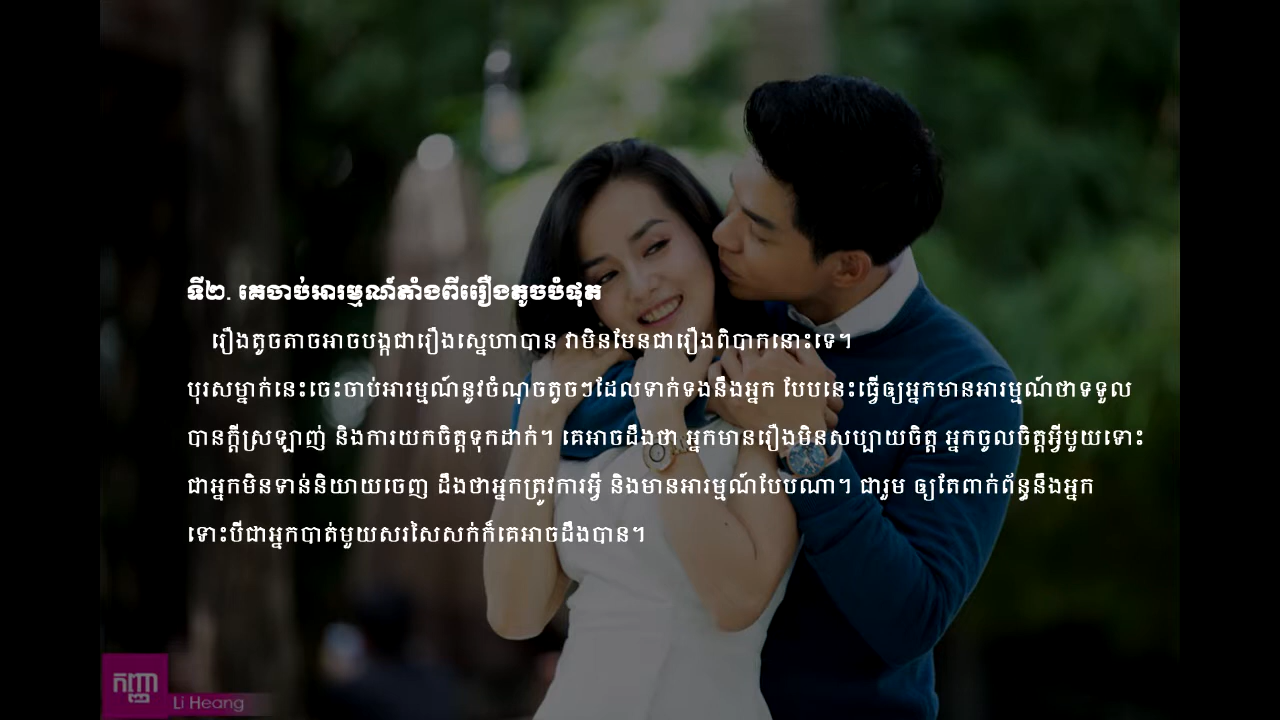 ទី២. គេចាប់អារម្មណ៍តាំងពីរឿងតូចបំផុត
រឿងតូចតាចអាចបង្កជារឿងស្នេហាបាន វាមិនមែនជារឿងពិបាកនោះទេ។
បុរសម្នាក់នេះចេះចាប់អារម្មណ៍នូវចំណុចតូចៗដែលទាក់ទងនឹងអ្នក បែបនេះធ្វើឲ្យអ្នកមានអារម្មណ៍ថាទទួល
បានក្ដីស្រឡាញ់ និងការយកចិត្តទុកដាក់។ គេអាចដឹងថា អ្នកមានរឿងមិនសប្បាយចិត្ត អ្នកចូលចិត្តអ្វីមួយទោះ
ជាអ្នកមិនទាន់និយាយចេញ ដឹងថាអ្នកត្រូវការអ្វី និងមានអារម្មណ៍បែបណា។ ជារួម ឲ្យតែពាក់ព័ន្ធនឹងអ្នក
ទោះបីជាអ្នកបាត់មួយសរសៃសក់ក៏គេអាចដឹងបាន។
កញ្ញា
Li Heang